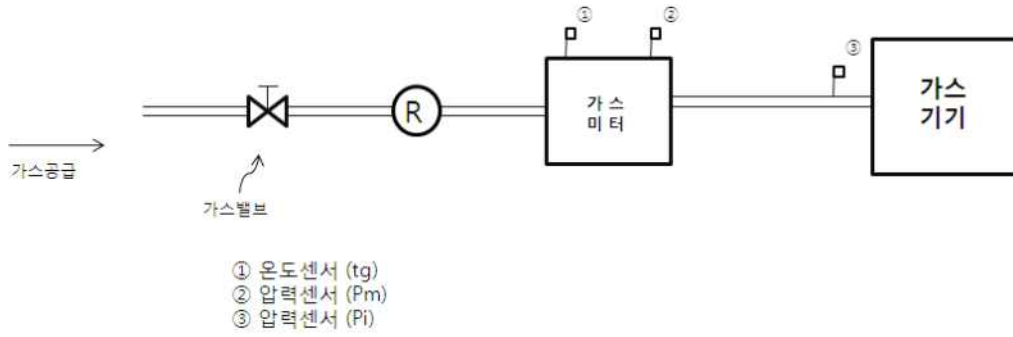 ①
②
③
R
가 스
미 터
가스
기기
가스공급
가스밸브
① 온도센서 (tg)
② 압력센서 (Pm)
③ 압력센서 (Pi)